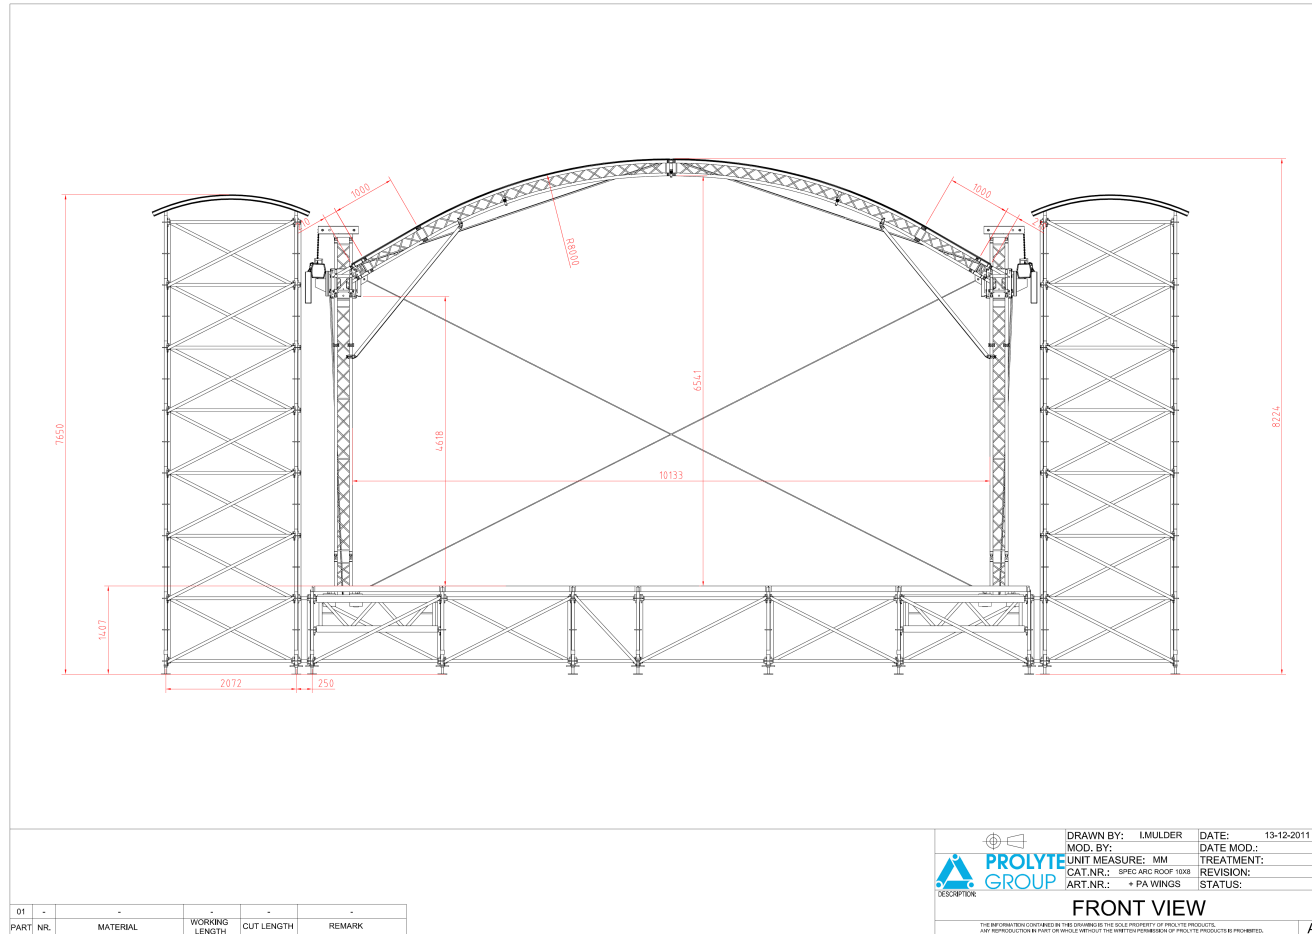 1000
1000
R8000
7650
4618
6541
10133
8224
1407
2072
250
DRAWN BY: I.MULDER DATE: 13-12-2011
MOD. BY: DATE MOD.:
PROLYTE
GROUP
UNIT MEASURE: MM TREATMENT:
CAT.NR.: SPEC ARC ROOF 10X8 REVISION:
ART.NR.: + PA WINGS STATUS:
DESCRIPTION:
FRONT VIEW
THE INFORMATION CONTAINED IN THIS DRAWING IS THE SOLE PROPERTY OF PROLYTE PRODUCTS.
ANY REPRODUCTION IN PART OR WHOLE WITHOUT THE WRITTEN PERMISSION OF PROLYTE PRODUCTS IS PROHIBITED.
01 - - - - -
PART NR. MATERIAL WORKING LENGTH CUT LENGTH REMARK